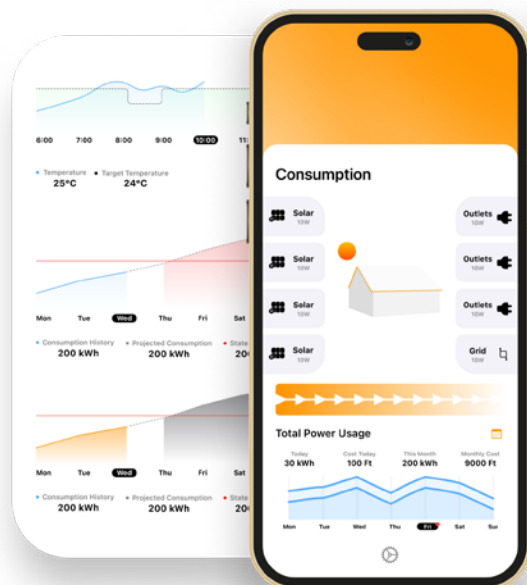 6:00 7:00 8:00 9:00 10:00
Temperature Target Temperature
25°C 24°C
Mon Tue Wed Thu Fri Sat
Consumption History Projected Consumption State
200 kWh 200 kWh
Mon Tue Wed Thu Fri Sat
Consumption History Projected Consumption State
200 kWh 200 kWh
Consumption
Solar
10W
Outlets
10W
Solar
10W
Outlets
10W
Solar
10W
Outlets
10W
Solar
10W
Grid
10W
Total Power Usage
Today Cost Today This Month Monthly Cost
30 kWh 100 Ft 200 kWh 9000 Ft
Mon Tue Wed Thu Fri Sat Sun